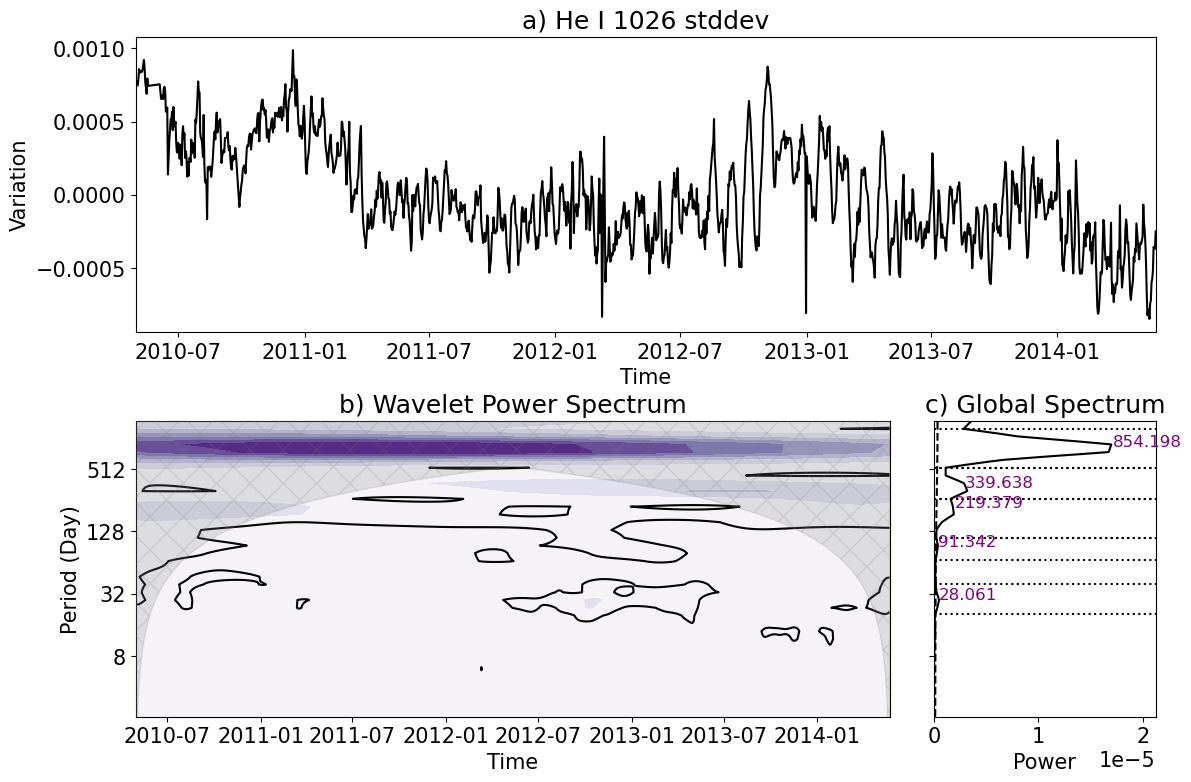 a) He I 1026 stddev
Variation
0.0010
0.0005
0.0000
−0.0005
2010-07 2011-01 2011-07 2012-01 2012-07 2013-01 2013-07 2014-01
Time
b) Wavelet Power Spectrum
Period (Day)
512
128
32
8
2010-07 2011-01 2011-07 2012-01 2012-07 2013-01 2013-07 2014-01
Time
c) Global Spectrum
854.198
339.638
219.379
91.342
28.061
0 1 2
Power 1e−5